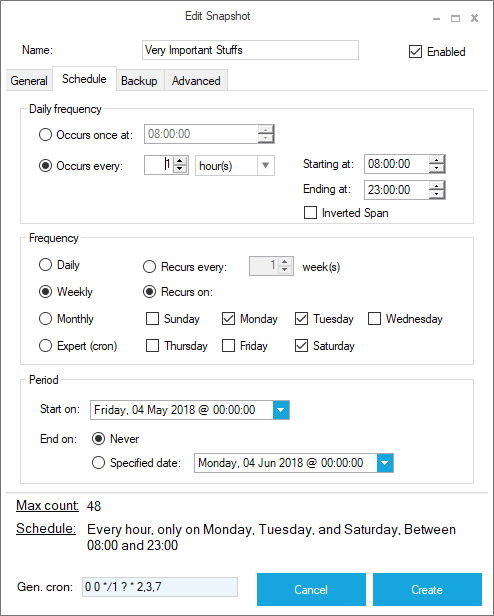 Edit Snapshot
Name: Very Important Stuffs Enabled
General Schedule Backup Advanced
Daily frequency
Occurs once at: 08:00:00
Occurs every: 1 hour(s) Starting at: 08:00:00
Ending at: 23:00:00
Inverted Span
Frequency
Daily Recurs every: 1 week(s)
Weekly Recurs on:
Monthly Sunday Monday Tuesday Wednesday
Expert (cron) Thursday Friday Saturday
Period
Start on: Friday, 04 May 2018 @ 00:00:00
End on: Never
Specified date: Monday, 04 Jun 2018 @ 00:00:00
Max count: 48
Schedule: Every hour, only on Monday, Tuesday, and Saturday, Between
08:00 and 23:00
Gen. cron: 0 0 */1 ? * 2,3,7 Cancel Create